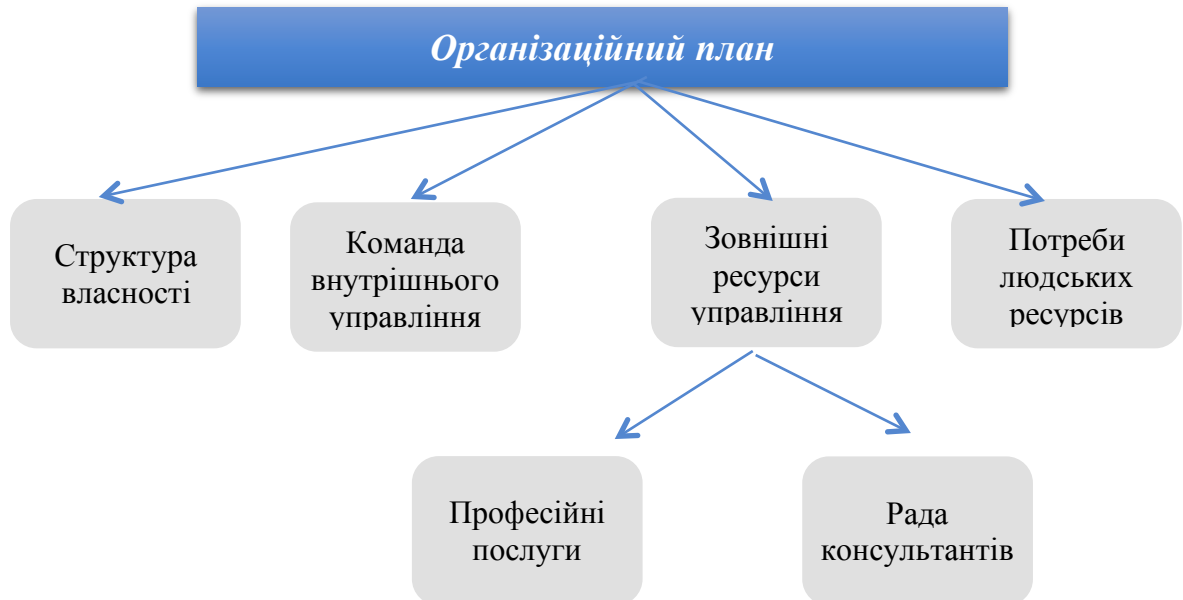 Організаційний план
Структура
власності
Команда
внутрішнього
управління
Зовнішні
ресурси
управління
Потреби
людських
ресурсів
Професійні
послуги
Рада
консультантів